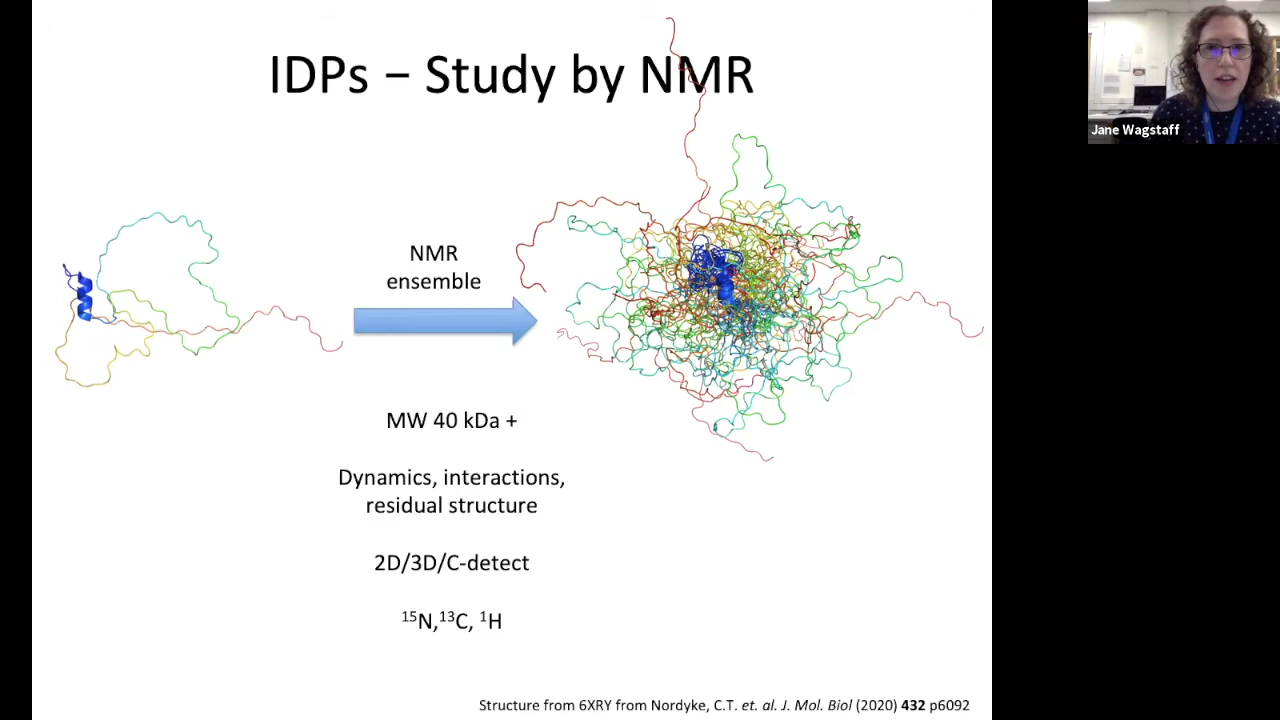 IDPs – Study by NMR
Jane Wagstaff
NMR
ensemble
MW 40 kDa +
Dynamics, interactions,
residual structure
2D/3D/C-detect
¹⁵N,¹³C, ¹H
Structure from 6XRY from Nordyke, C.T. et. al. J. Mol. Biol (2020) 432 p6092